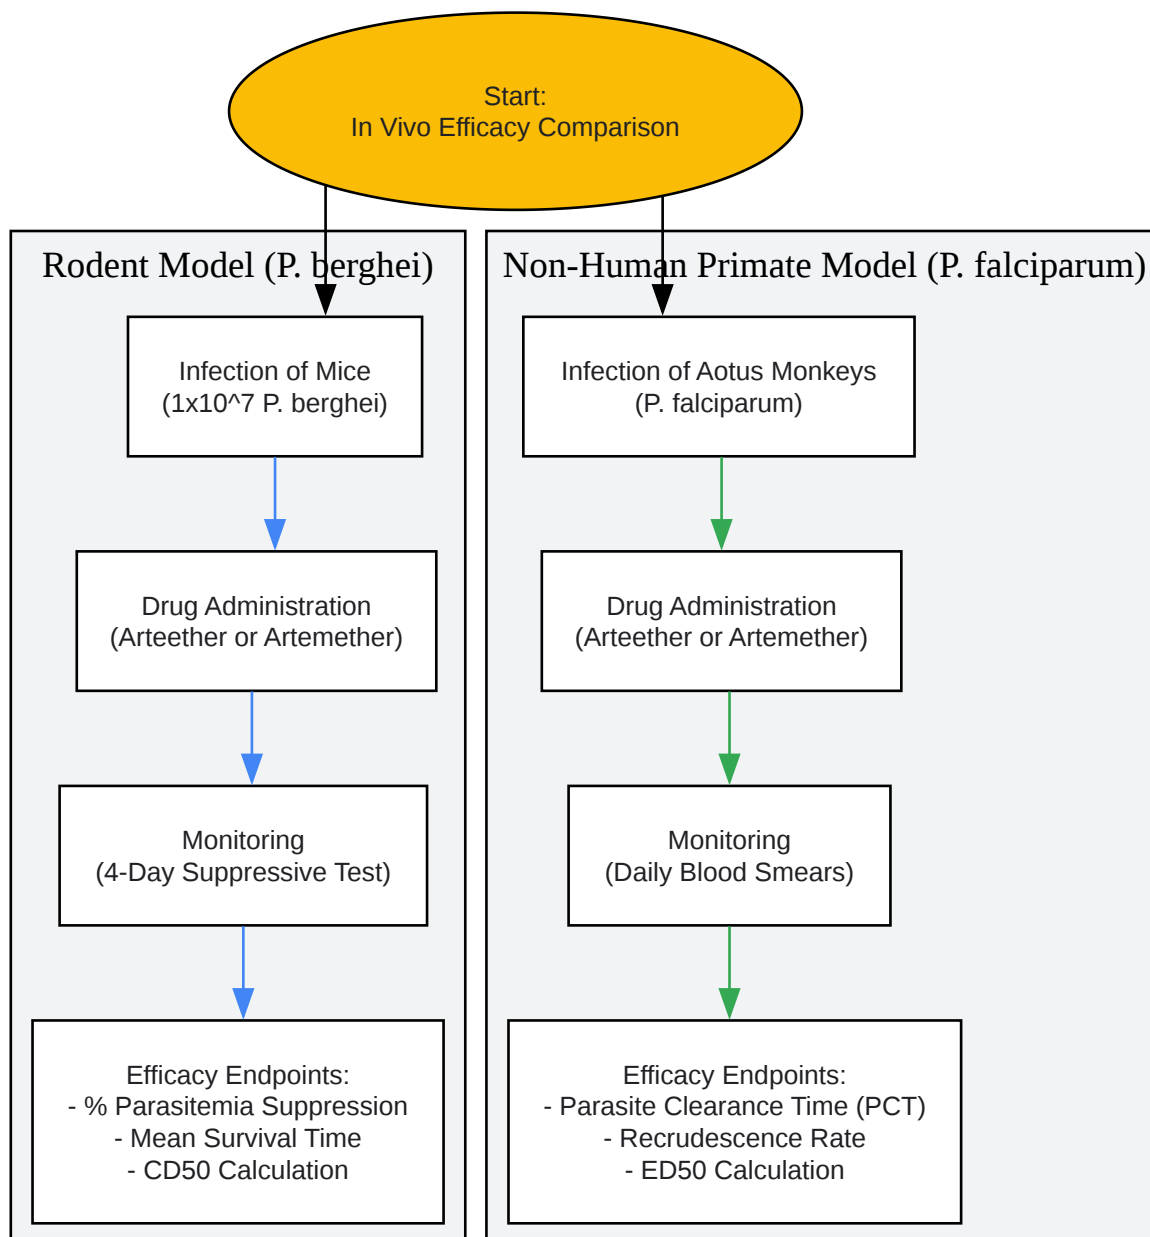 Start:
In Vivo Efficacy Comparison
Rodent Model (P. berghei)
Infection of Mice
(1x10^7 P. berghei)
Drug Administration
(Arteether or Artemether)
Monitoring
(4-Day Suppressive Test)
Efficacy Endpoints:
- % Parasitemia Suppression
- Mean Survival Time
- CD50 Calculation
Non-Human Primate Model (P. falciparum)
Infection of Aotus Monkeys
(P. falciparum)
Drug Administration
(Arteether or Artemether)
Monitoring
(Daily Blood Smears)
Efficacy Endpoints:
- Parasite Clearance Time (PCT)
- Recrudescence Rate
- ED50 Calculation